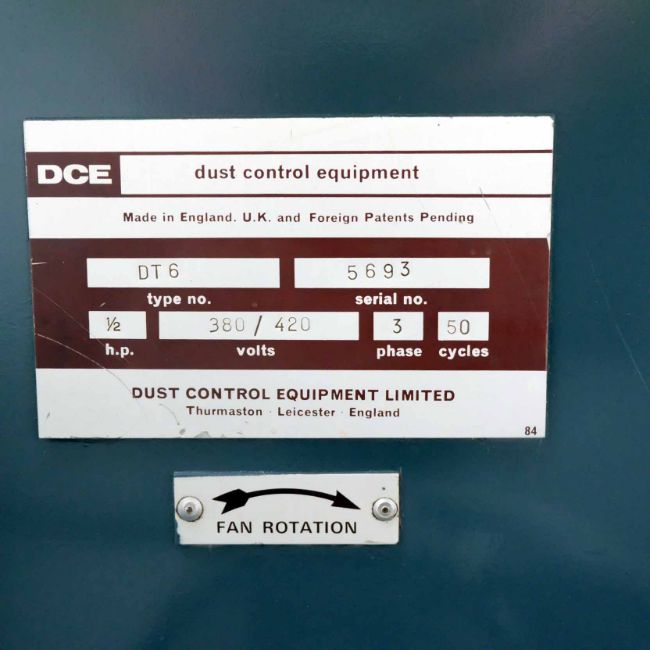 DCE dust control equipment
Made in England. U.K. and Foreign Patents Pending
DT6 5693
type no. serial no.
½ 380 / 420 3 50
h.p. volts phase cycles
DUST CONTROL EQUIPMENT LIMITED
Thurmaston · Leicester · England
84
FAN ROTATION